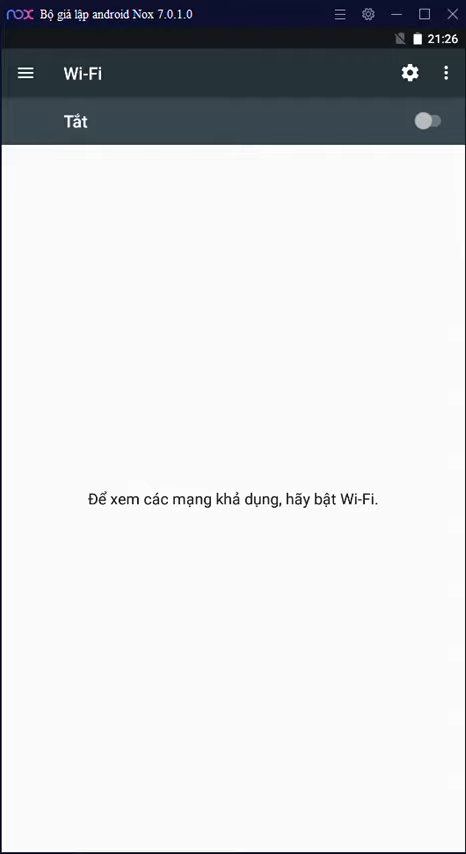 nox Bộ giả lập android Nox 7.0.1.0
21:26
Wi-Fi
Tắt
Để xem các mạng khả dụng, hãy bật Wi-Fi.